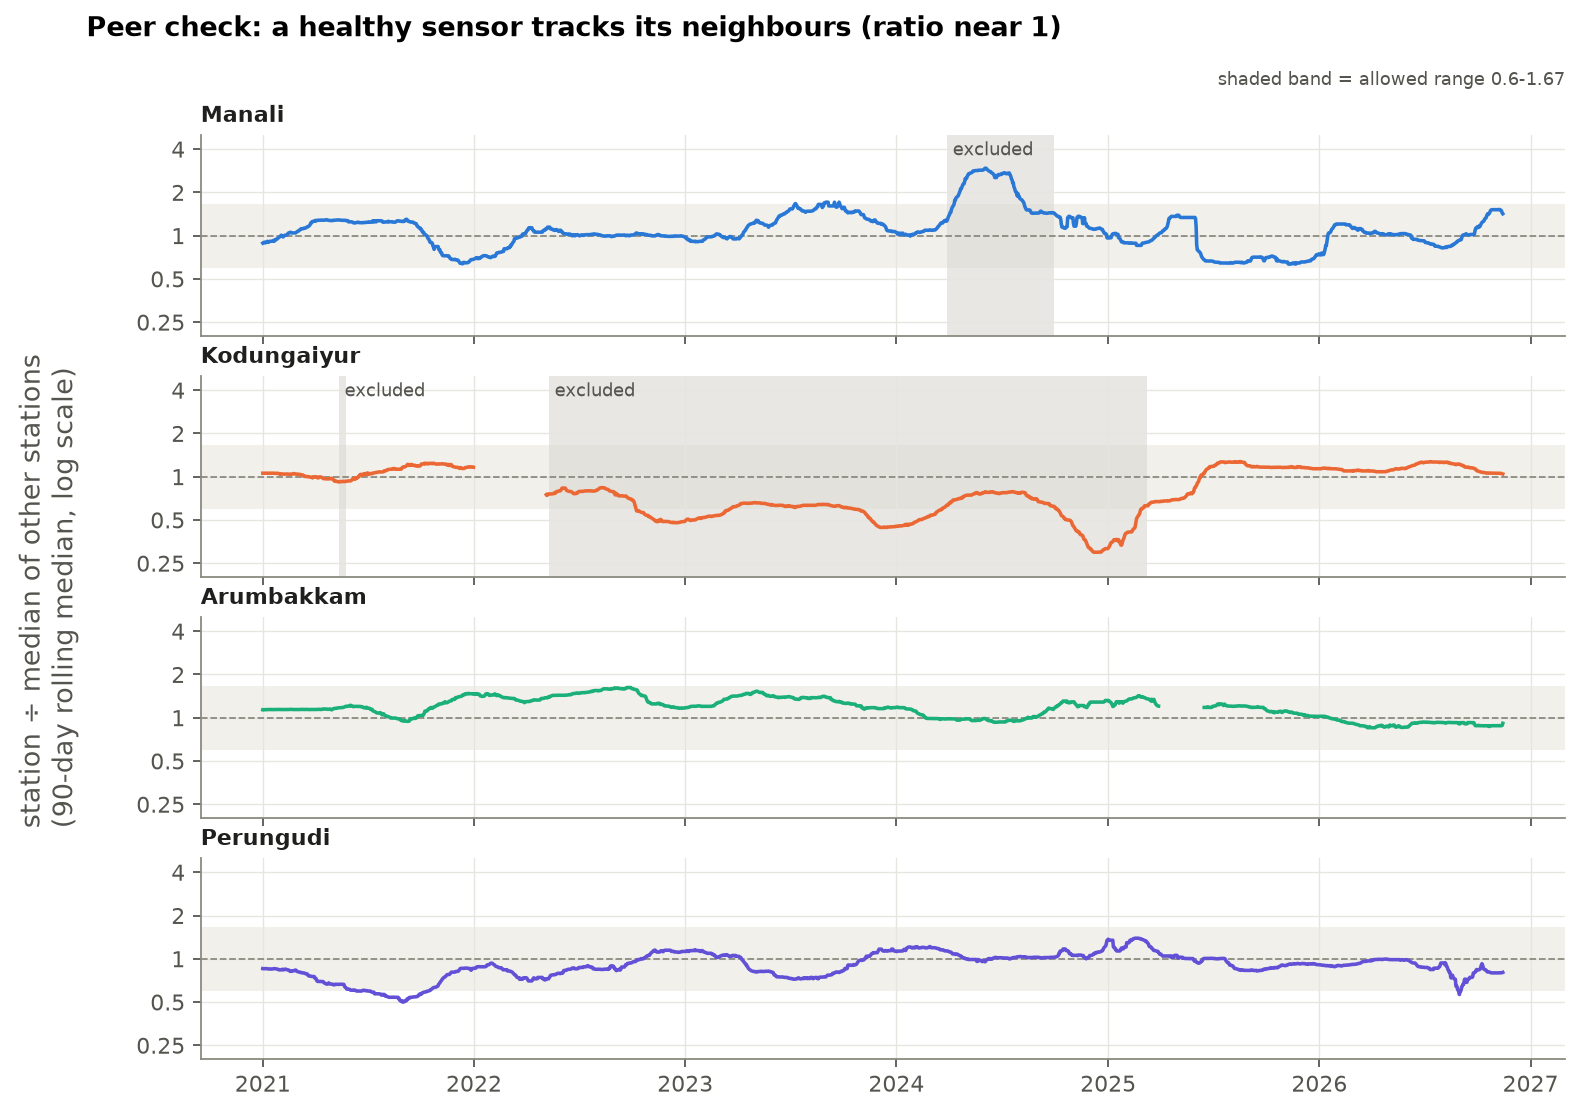 Peer check: a healthy sensor tracks its neighbours (ratio near 1)
shaded band = allowed range 0.6-1.67
station ÷ median of other stations
(90-day rolling median, log scale)
Manali
4
2
1
0.5
0.25
excluded
Kodungaiyur
4
2
1
0.5
0.25
excluded
excluded
Arumbakkam
4
2
1
0.5
0.25
Perungudi
4
2
1
0.5
0.25
2021
2022
2023
2024
2025
2026
2027